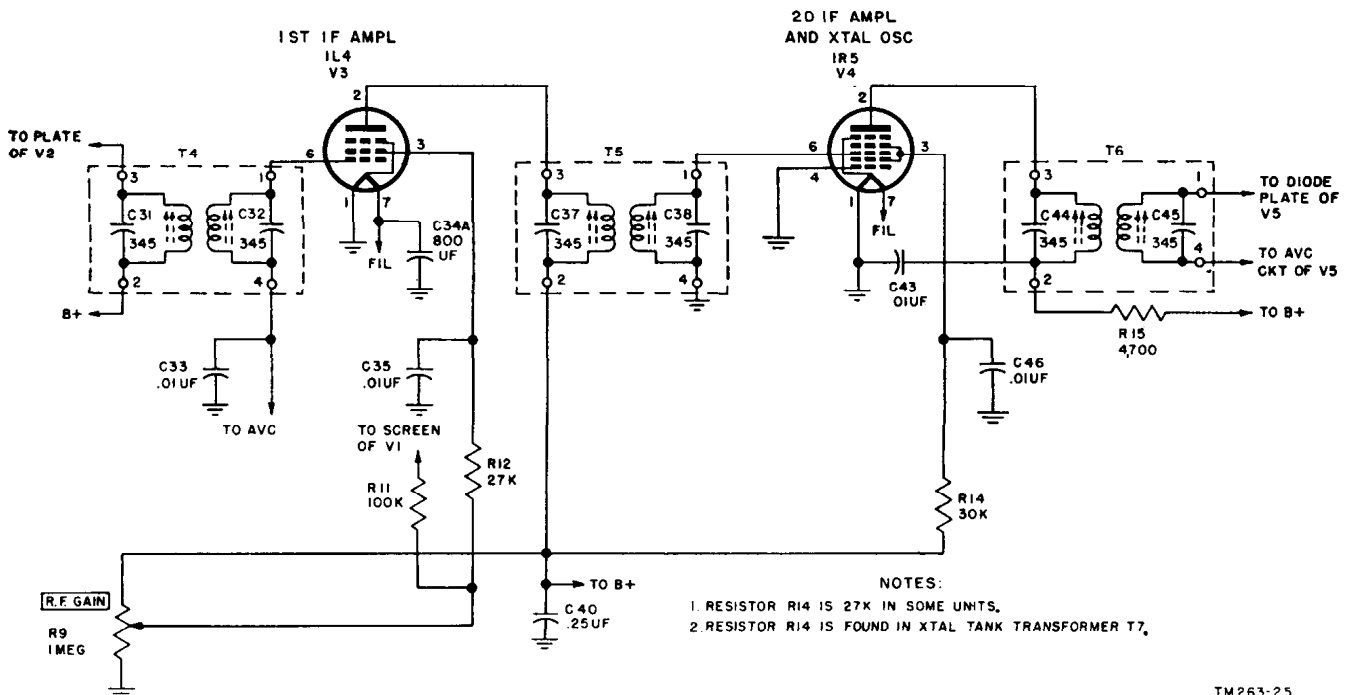 1ST IF AMPL
1L4
V3
2D IF AMPL
AND XTAL OSC
1R5
V4
TO PLATE
OF V2
T4
3
1
C31
345
C32
345
2
4
B+
C33
.01UF
TO AVC
2
6
3
1
7
FIL
C34A
800
UF
C35
.01UF
TO SCREEN
OF V1
R11
100K
R12
27K
T5
3
1
C37
345
C38
345
2
4
2
6
4
3
1
7
FIL
C43
.01UF
T6
3
1
C44
345
C45
345
2
4
TO DIODE
PLATE OF
V5
TO AVC
CKT OF V5
TO B+
R15
4,700
C46
.01UF
R14
30K
R.F. GAIN
R9
1MEG
TO B+
C40
.25UF
NOTES:
1. RESISTOR R14 IS 27K IN SOME UNITS.
2. RESISTOR R14 IS FOUND IN XTAL TANK TRANSFORMER T7.
TM263-25